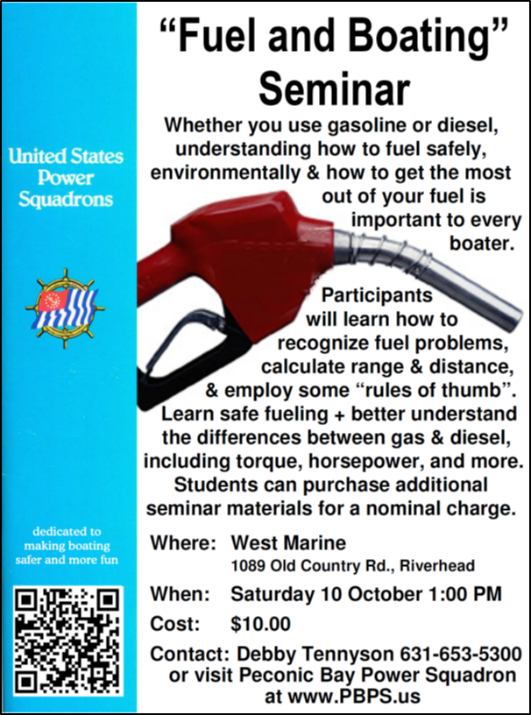 “Fuel and Boating”
Seminar
Whether you use gasoline or diesel,
understanding how to fuel safely,
environmentally & how to get the most
out of your fuel is
important to every
boater.
Participants
will learn how to
recognize fuel problems,
calculate range & distance,
& employ some “rules of thumb”.
Learn safe fueling + better understand
the differences between gas & diesel,
including torque, horsepower, and more.
Students can purchase additional
seminar materials for a nominal charge.
Where: West Marine
1089 Old Country Rd., Riverhead
When: Saturday 10 October 1:00 PM
Cost: $10.00
Contact: Debby Tennyson 631-653-5300
or visit Peconic Bay Power Squadron
at www.PBPS.us
United States
Power
Squadrons
dedicated to
making boating
safer and more fun